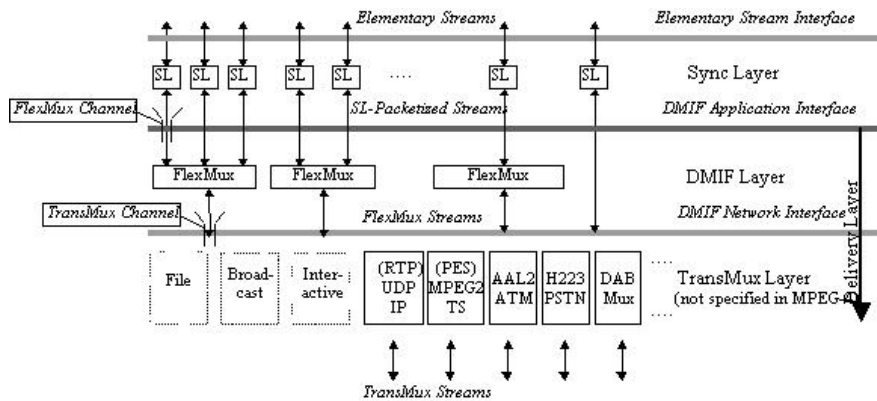 Elementary Streams
Elementary Stream Interface
SL SL SL SL SL .... SL SL
Sync Layer
FlexMux Channel
SL-Packetized Streams
DMIF Application Interface
FlexMux
FlexMux
FlexMux
DMIF Layer
TransMux Channel
FlexMux Streams
DMIF Network Interface
Delivery Layer
File
Broad-
cast
Inter-
active
(RTP)
UDP
IP
(PES)
MPEG2
TS
AAL2
ATM
H223
PSTN
DAB
Mux
....
TransMux Layer
(not specified in MPEG-
TransMux Streams